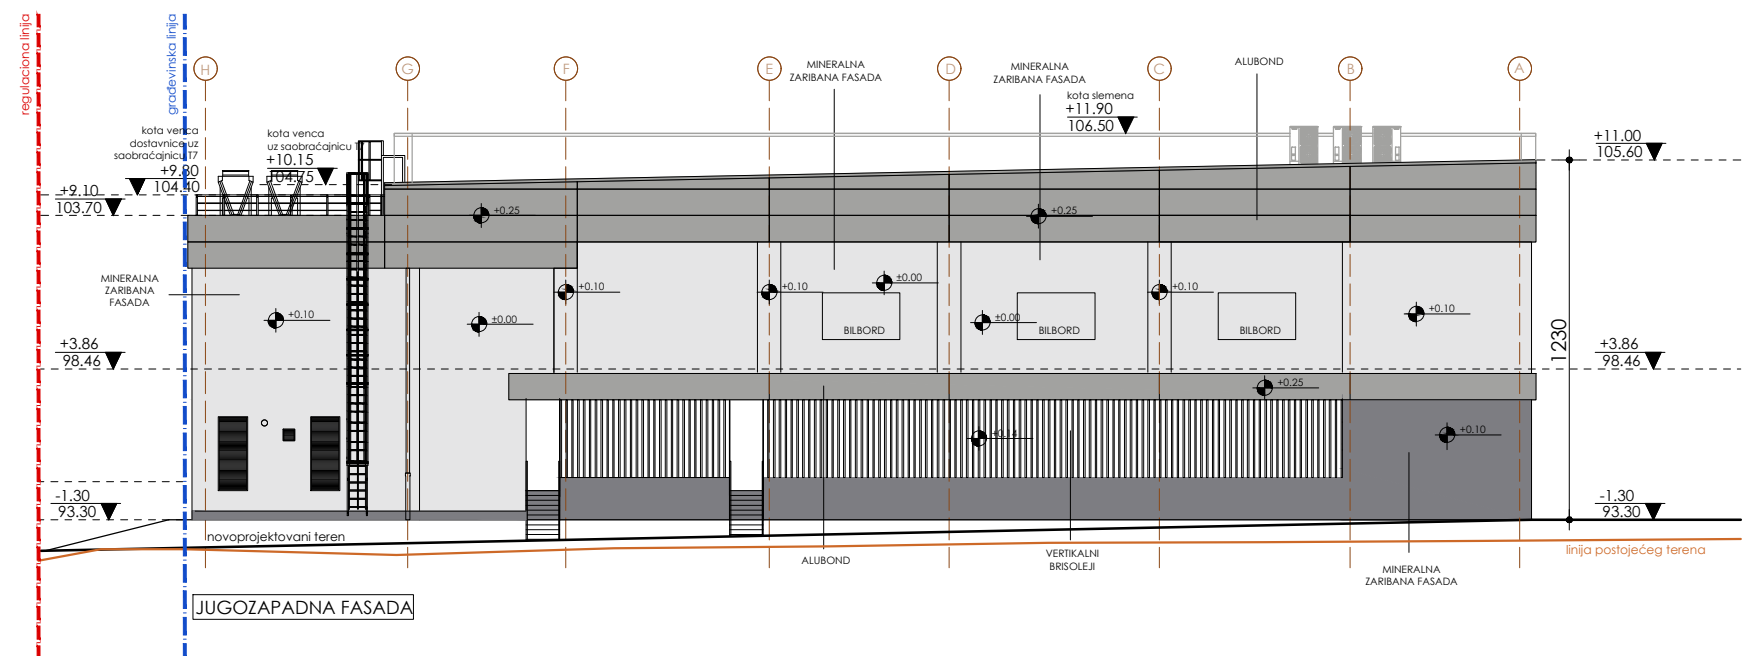 regulaciona linija
građevinska linija
H
G
F
E
D
C
B
A
MINERALNA
ZARIBANA FASADA
MINERALNA
ZARIBANA FASADA
ALUBOND
kota slemena
+11.90
106.50
kota venca
dostavnice uz
saobraćajnicu T7
+9.80
104.40
kota venca
uz saobraćajnicu
+10.15
104.75
+11.00
105.60
+9.10
103.70
+0.25
+0.25
MINERALNA
ZARIBANA
FASADA
+0.10
±0.00
+0.10
+0.10
±0.00
±0.00
+0.10
+0.10
BILBORD
BILBORD
BILBORD
1230
+3.86
98.46
+3.86
98.46
+0.25
+0.14
+0.10
-1.30
93.30
-1.30
93.30
novoprojektovani teren
linija postojećeg terena
ALUBOND
VERTIKALNI
BRISOLEJI
MINERALNA
ZARIBANA FASADA
JUGOZAPADNA FASADA